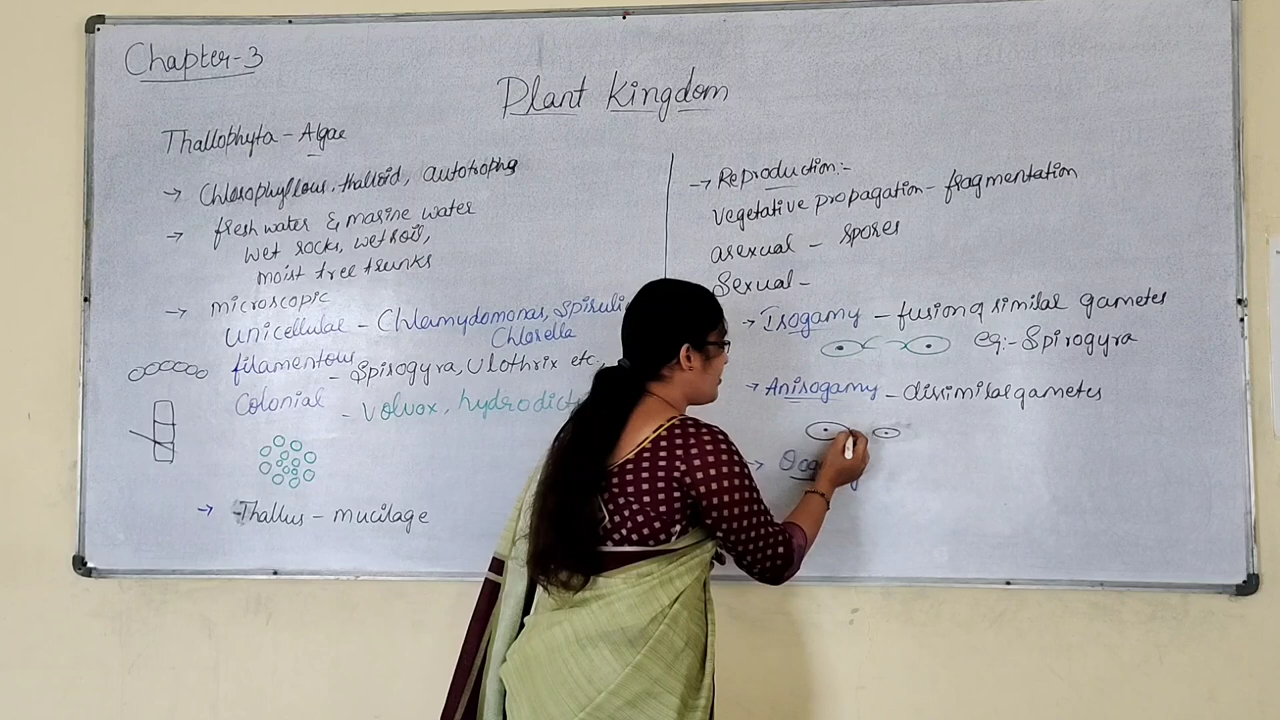 Chapter-3
Plant Kingdom
Thallophyta - Algae
→ Chlorophyllous, thalloid, autotrophs
→ fresh water & marine water
wet rocks, wet soil,
moist tree trunks
→ microscopic
Unicellular - Chlamydomonas, Spiruli
Chlorella
filamentous - Spirogyra, Ulothrix etc.,
Colonial - Volvox, hydrodict
→ Thallus - mucilage
→ Reproduction:-
vegetative propagation - fragmentation
asexual - spores
Sexual -
→ Isogamy - fusion of similar gametes
eg:- Spirogyra
→ Anisogamy - dissimilar gametes